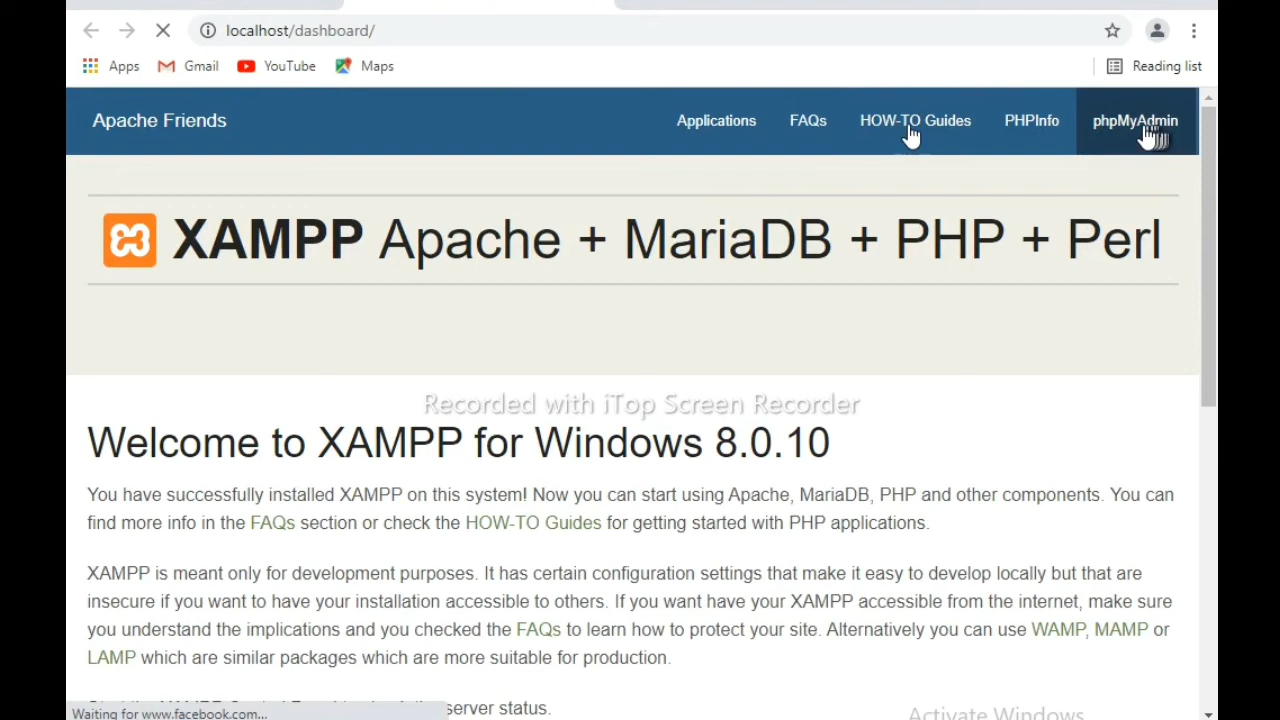 localhost/dashboard/
Apps Gmail YouTube Maps Reading list
Apache Friends Applications FAQs HOW-TO Guides PHPInfo phpMyAdmin
XAMPP Apache + MariaDB + PHP + Perl
Recorded with iTop Screen Recorder
Welcome to XAMPP for Windows 8.0.10
You have successfully installed XAMPP on this system! Now you can start using Apache, MariaDB, PHP and other components. You can
find more info in the FAQs section or check the HOW-TO Guides for getting started with PHP applications.
XAMPP is meant only for development purposes. It has certain configuration settings that make it easy to develop locally but that are
insecure if you want to have your installation accessible to others. If you want have your XAMPP accessible from the internet, make sure
you understand the implications and you checked the FAQs to learn how to protect your site. Alternatively you can use WAMP, MAMP or
LAMP which are similar packages which are more suitable for production.
server status.
Waiting for www.facebook.com...
Activate Windows